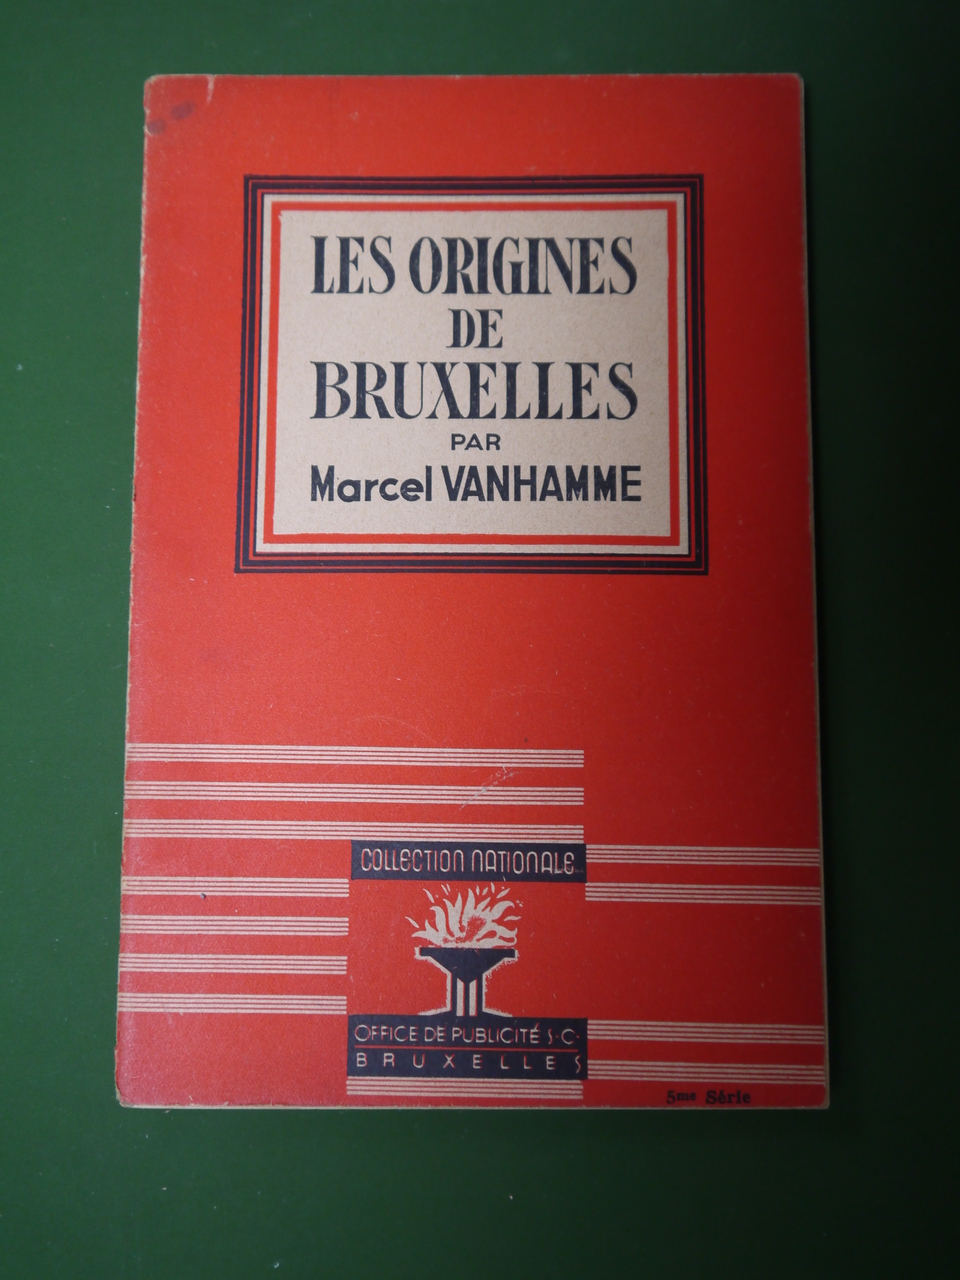 LES ORIGINES
DE
BRUXELLES
PAR
Marcel VANHAMME
COLLECTION NATIONALE
OFFICE DE PUBLICITÉ S·C·
BRUXELLES
5me Série